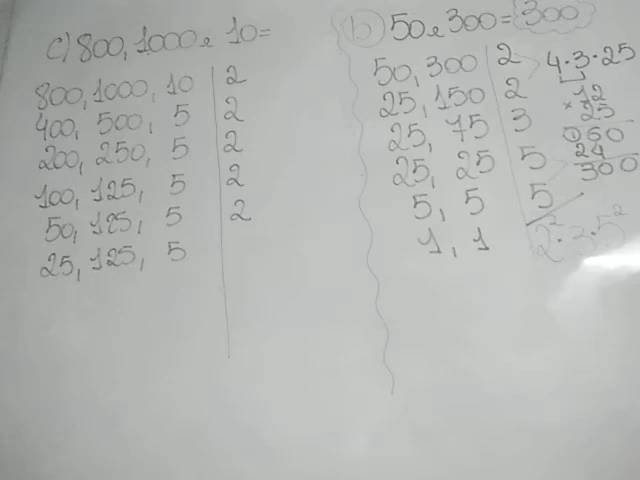 c) 800, 1000 e 10=
800, 1000, 10 | 2
400, 500, 5 | 2
200, 250, 5 | 2
100, 125, 5 | 2
50, 125, 5 | 2
25, 125, 5
b) 50 e 300 = 300
50, 300 | 2
25, 150 | 2
25, 75 | 3
25, 25 | 5
5, 5 | 5
1, 1 | 2²·3·5²
4·3·25
12
× 25
060
24
300